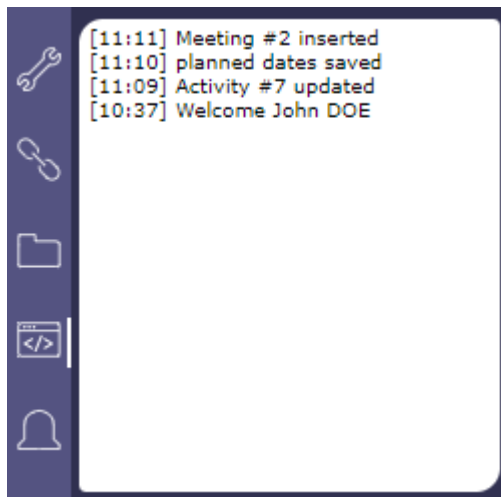 [11:11] Meeting #2 inserted
[11:10] planned dates saved
[11:09] Activity #7 updated
[10:37] Welcome John DOE